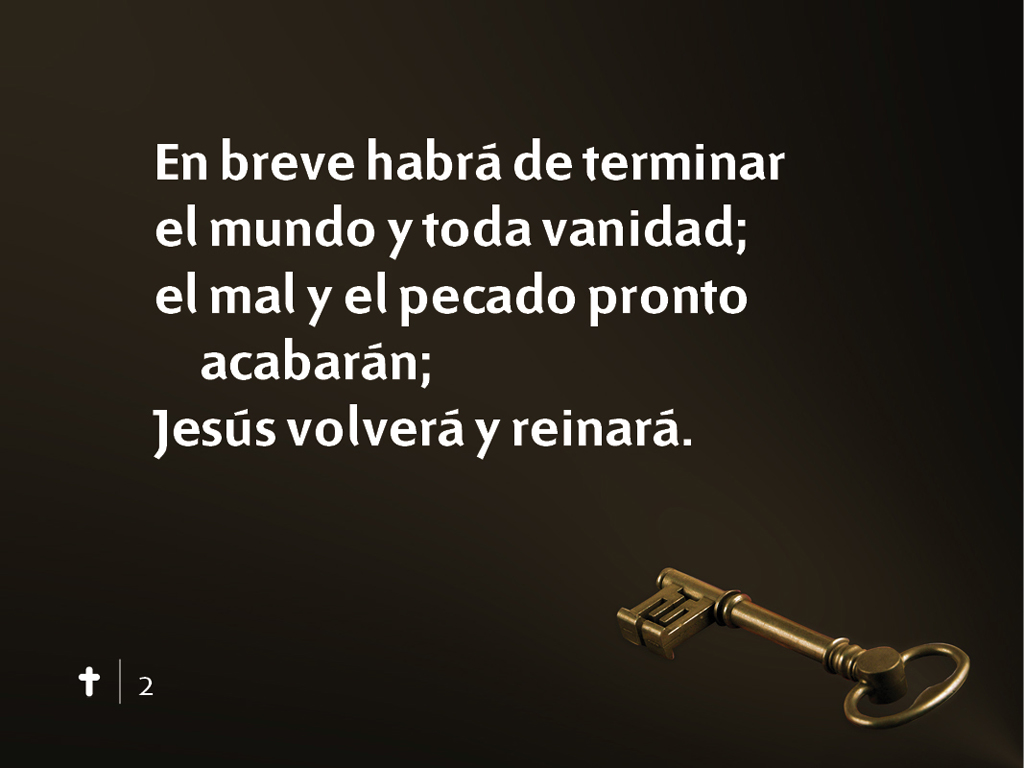 En breve habrá de terminar
el mundo y toda vanidad;
el mal y el pecado pronto
acabarán;
Jesús volverá y reinará.
2